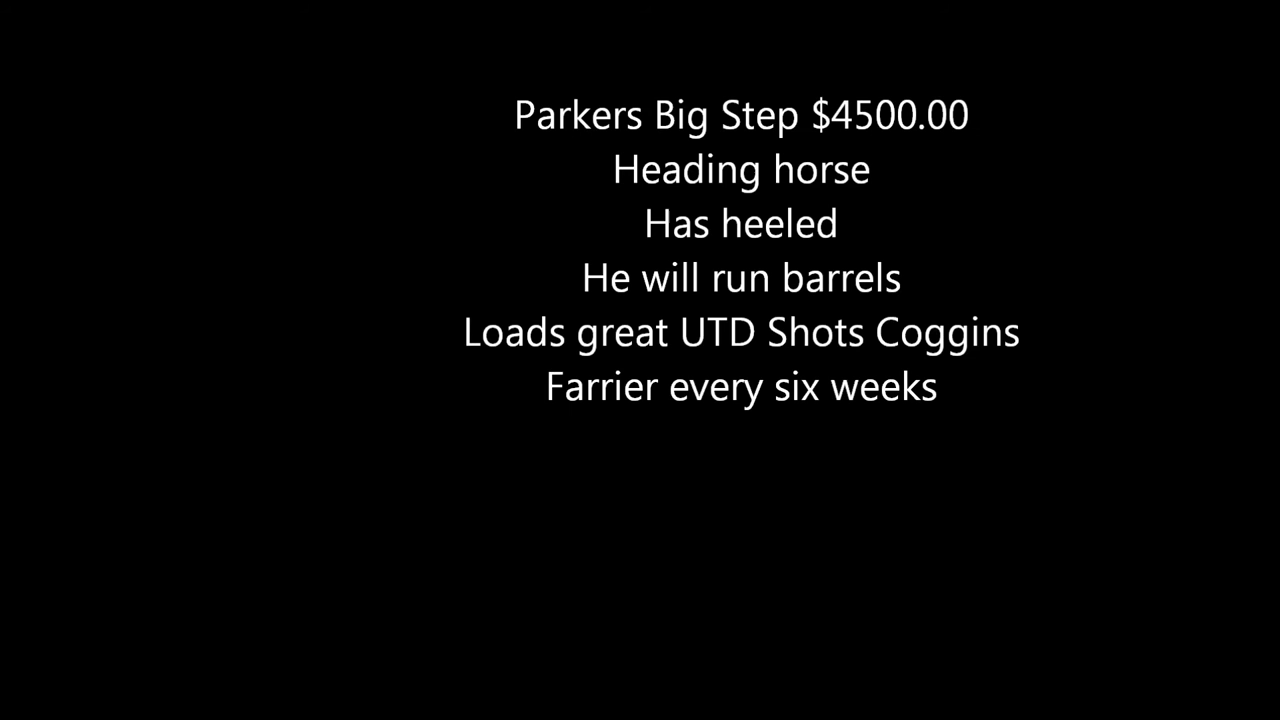 Parkers Big Step $4500.00
Heading horse
Has heeled
He will run barrels
Loads great UTD Shots Coggins
Farrier every six weeks